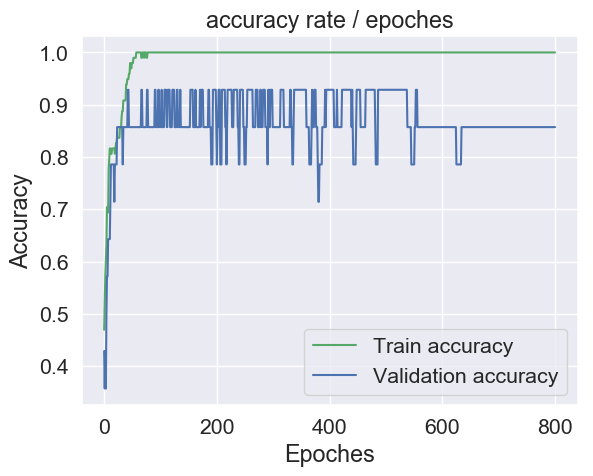 accuracy rate / epoches
1.0
0.9
0.8
0.7
0.6
0.5
0.4
Accuracy
Train accuracy
Validation accuracy
0
200
400
600
800
Epoches